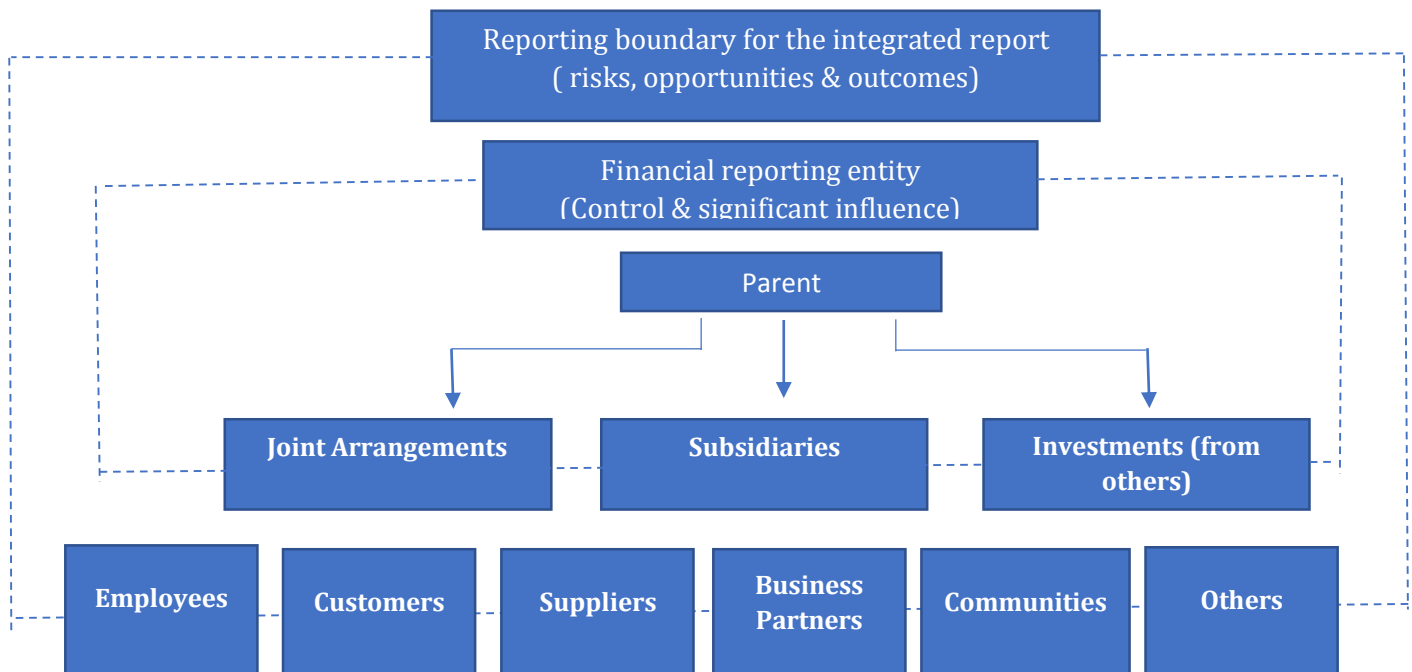 Reporting boundary for the integrated report
( risks, opportunities & outcomes)
Financial reporting entity
(Control & significant influence)
Parent
Joint Arrangements
Subsidiaries
Investments (from
others)
Employees
Customers
Suppliers
Business
Partners
Communities
Others